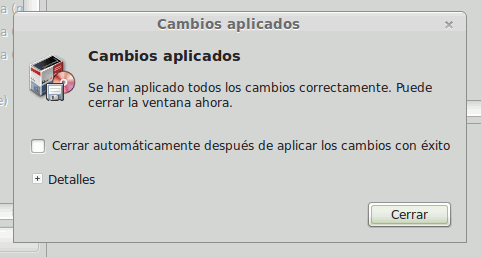 Cambios aplicados
Cambios aplicados
Se han aplicado todos los cambios correctamente. Puede
cerrar la ventana ahora.
Cerrar automáticamente después de aplicar los cambios con éxito
Detalles
Cerrar